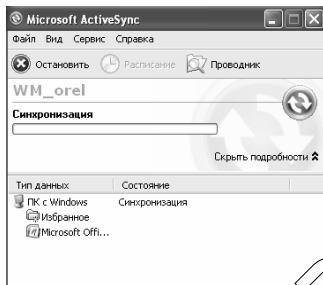 Microsoft ActiveSync
Файл Вид Сервис Справка
Остановить Расписание Проводник
WM_orel
Синхронизация
Скрыть подробности
Тип данных Состояние
ПК с Windows Синхронизация
Избранное
Microsoft Offi...